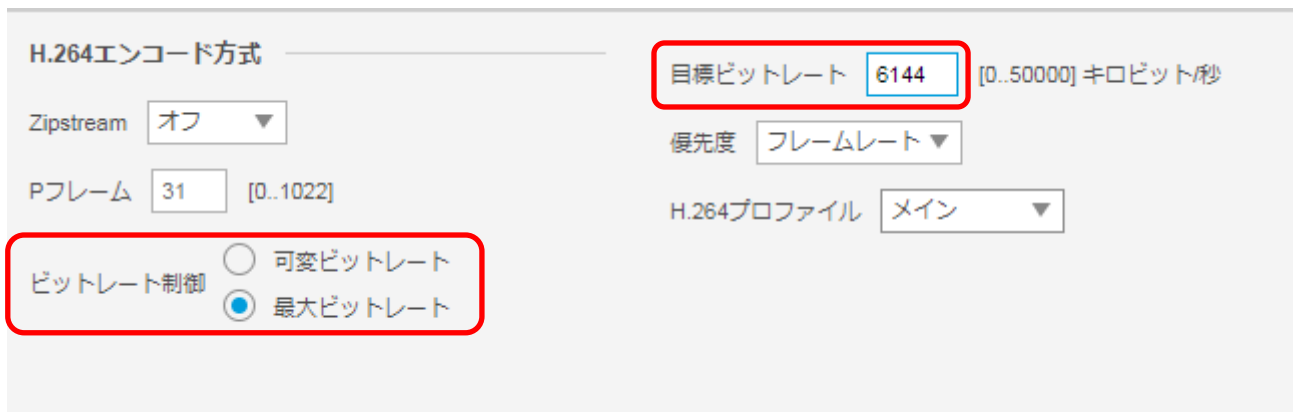 H.264エンコード方式
Zipstream オフ
Pフレーム 31 [0..1022]
ビットレート制御 可変ビットレート
最大ビットレート
目標ビットレート 6144 [0..50000] キロビット/秒
優先度 フレームレート
H.264プロファイル メイン